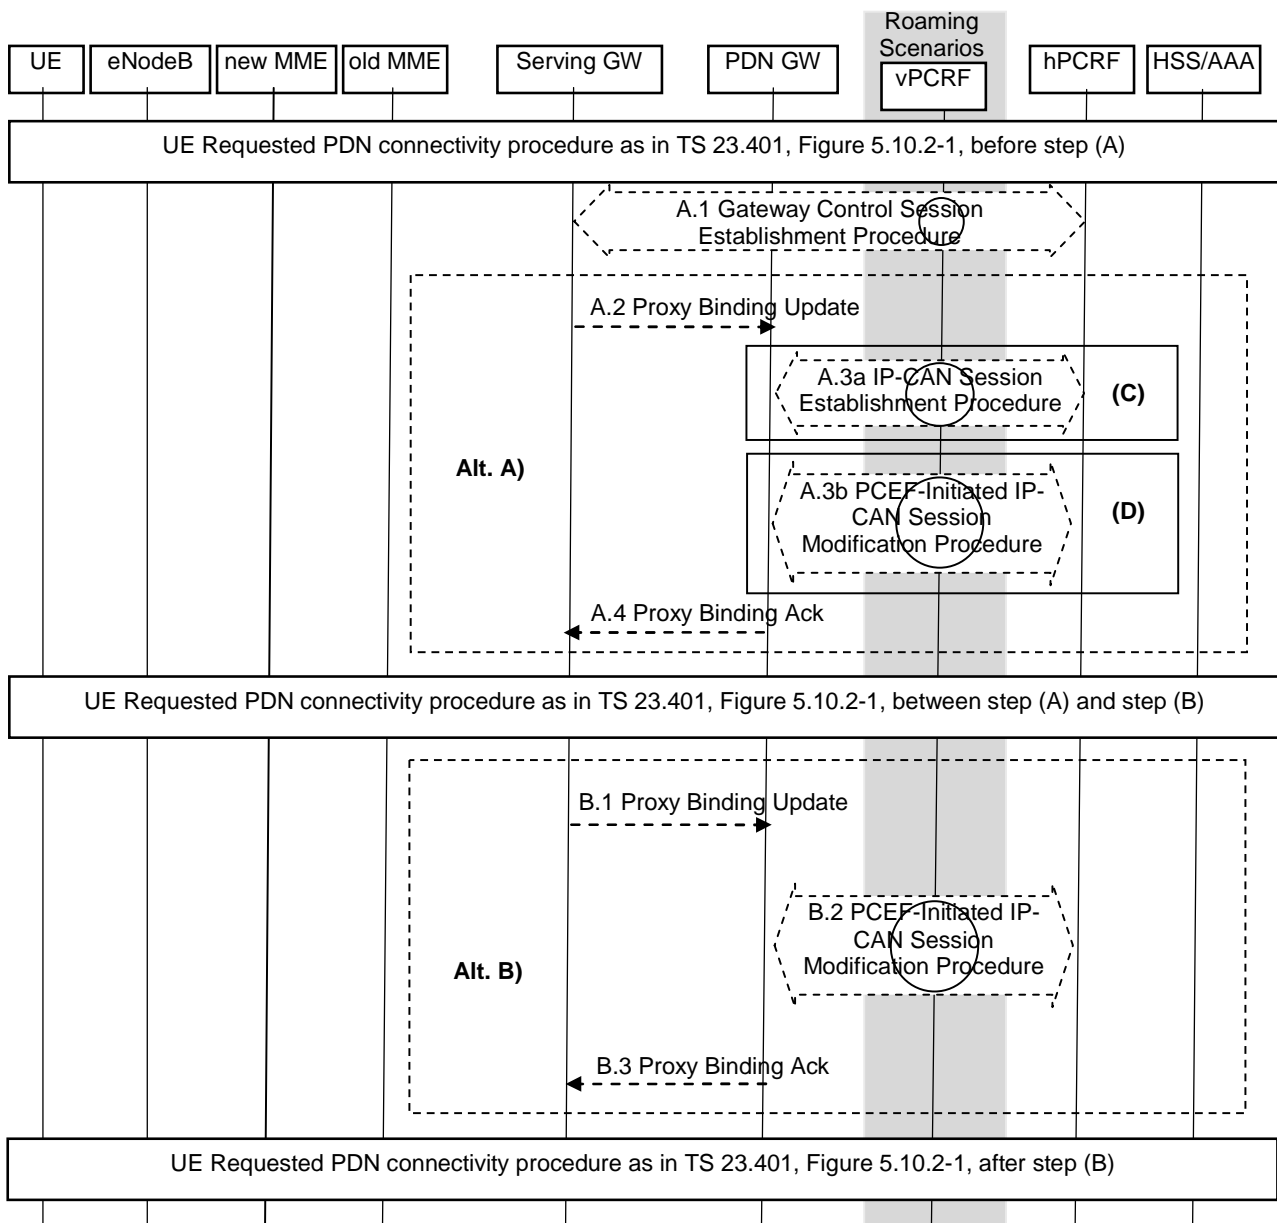 Roaming
Scenarios
UE
eNodeB
new MME
old MME
Serving GW
PDN GW
vPCRF
hPCRF
HSS/AAA
UE Requested PDN connectivity procedure as in TS 23.401, Figure 5.10.2-1, before step (A)
A.1 Gateway Control Session
Establishment Procedure
A.2 Proxy Binding Update
A.3a IP-CAN Session
Establishment Procedure
(C)
Alt. A)
A.3b PCEF-Initiated IP-
CAN Session
Modification Procedure
(D)
A.4 Proxy Binding Ack
UE Requested PDN connectivity procedure as in TS 23.401, Figure 5.10.2-1, between step (A) and step (B)
B.1 Proxy Binding Update
B.2 PCEF-Initiated IP-
CAN Session
Modification Procedure
Alt. B)
B.3 Proxy Binding Ack
UE Requested PDN connectivity procedure as in TS 23.401, Figure 5.10.2-1, after step (B)